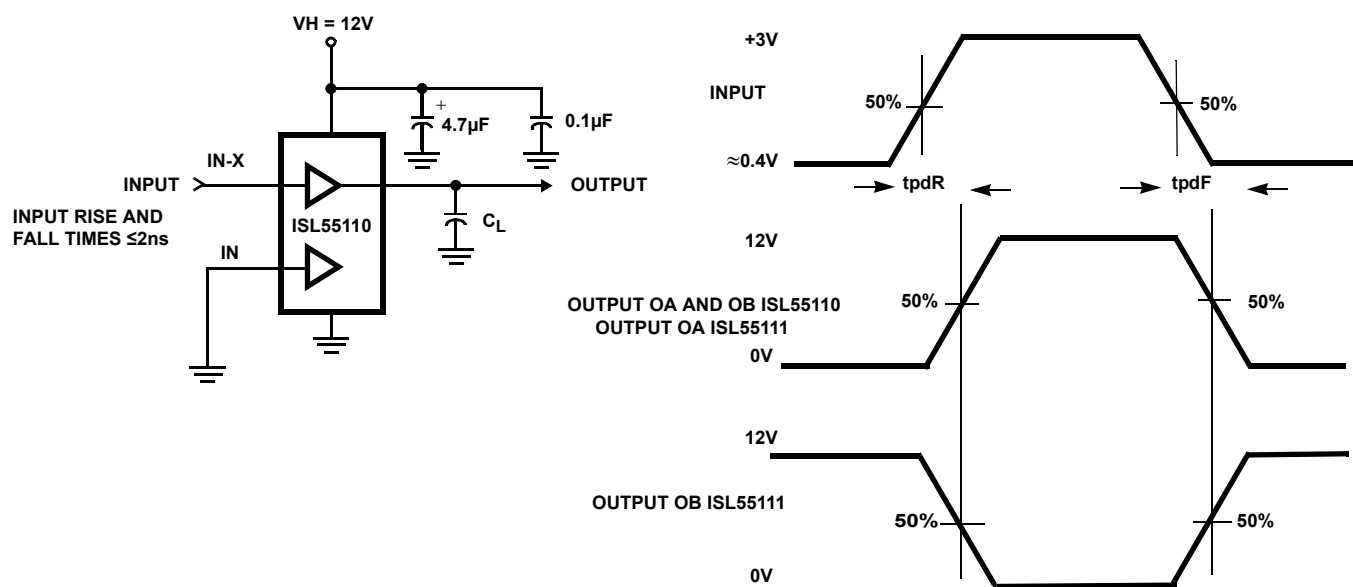 VH = 12V
+
4.7µF
0.1µF
IN-X
INPUT
OUTPUT
INPUT RISE AND
FALL TIMES ≤2ns
ISL55110
CL
IN
+3V
INPUT
50%
50%
≈0.4V
tpdR
tpdF
12V
50%
50%
OUTPUT OA AND OB ISL55110
OUTPUT OA ISL55111
0V
12V
OUTPUT OB ISL55111
50%
50%
0V